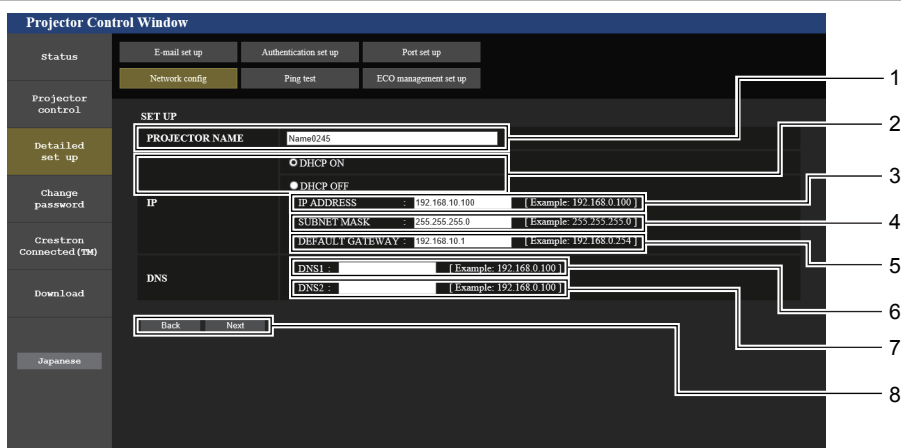 Projector Control Window
Status
Projector
control
Detailed
set up
Change
password
Crestron
Connected(TM)
Download
Japanese
E-mail set up Authentication set up Port set up
Network config Ping test ECO management set up
SET UP
PROJECTOR NAME Name0245
DHCP ON
DHCP OFF
IP
IP ADDRESS : 192.168.10.100 [ Example: 192.168.0.100 ]
SUBNET MASK : 255.255.255.0 [ Example: 255.255.255.0 ]
DEFAULT GATEWAY : 192.168.10.1 [ Example: 192.168.0.254 ]
DNS
DNS1 : [ Example: 192.168.0.100 ]
DNS2 : [ Example: 192.168.0.100 ]
Back Next
1
2
3
4
5
6
7
8